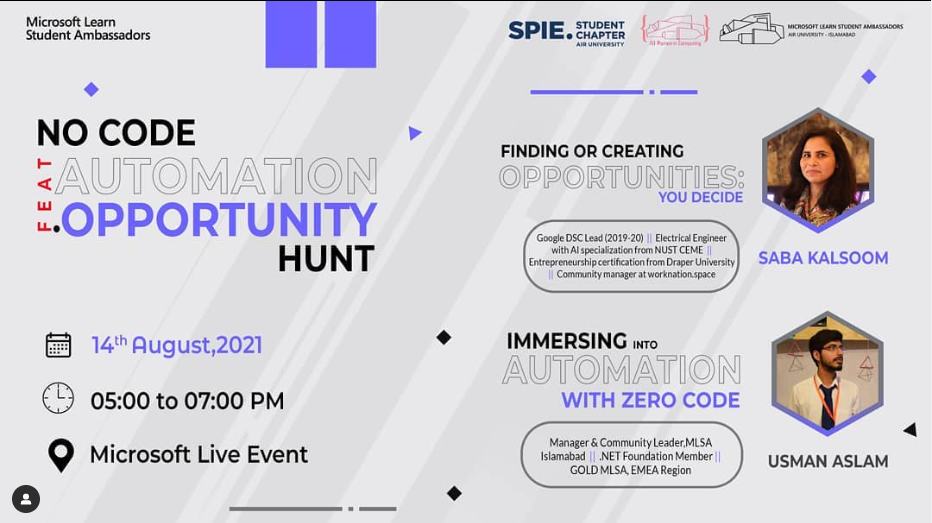 Microsoft Learn
Student Ambassadors
SPIE. STUDENT
CHAPTER
AIR UNIVERSITY
MICROSOFT LEARN STUDENT AMBASSADORS
AIR UNIVERSITY - ISLAMABAD
NO CODE
FEAT AUTOMATION
.OPPORTUNITY
HUNT
14th August,2021
05:00 to 07:00 PM
Microsoft Live Event
FINDING OR CREATING
OPPORTUNITIES:
YOU DECIDE
Google DSC Lead (2019-20) || Electrical Engineer
with AI specialization from NUST CEME ||
Entrepreneurship certification from Draper University
|| Community manager at worknation.space
SABA KALSOOM
IMMERSING INTO
AUTOMATION
WITH ZERO CODE
Manager & Community Leader,MLSA
Islamabad || .NET Foundation Member ||
GOLD MLSA, EMEA Region
USMAN ASLAM